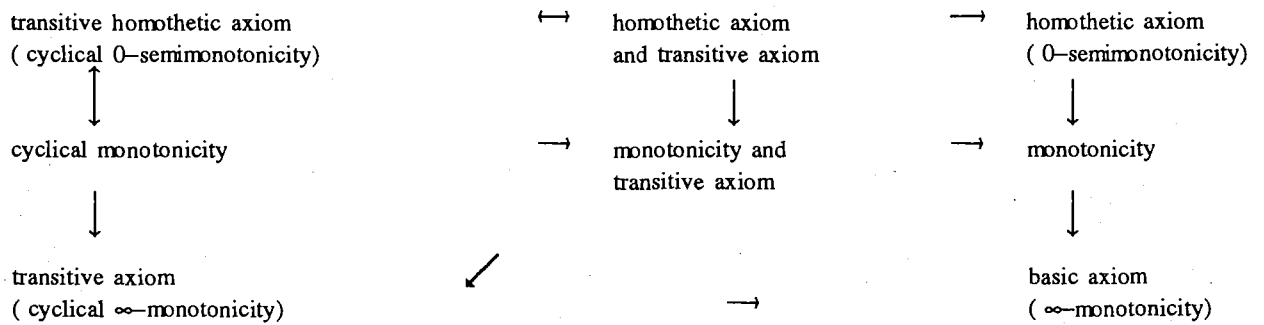 transitive homothetic axiom ↔ homothetic axiom → homothetic axiom
( cyclical 0–semimonotonicity) and transitive axiom ( 0–semimonotonicity)
cyclical monotonicity → monotonicity and → monotonicity
transitive axiom
transitive axiom basic axiom
( cyclical ∞–monotonicity) → ( ∞–monotonicity)